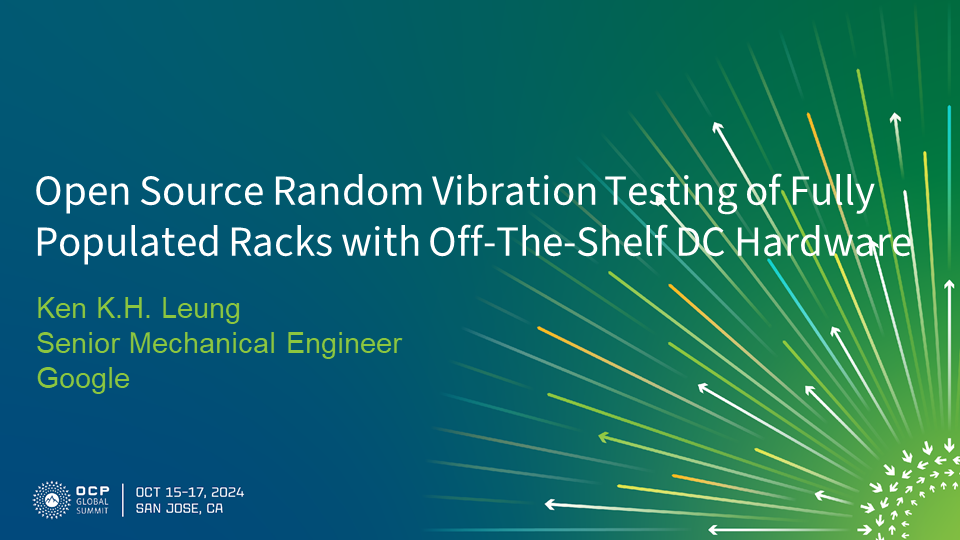 Open Source Random Vibration Testing of Fully
Populated Racks with Off-The-Shelf DC Hardware
Ken K.H. Leung
Senior Mechanical Engineer
Google
OCP
GLOBAL
SUMMIT
OCT 15-17, 2024
SAN JOSE, CA